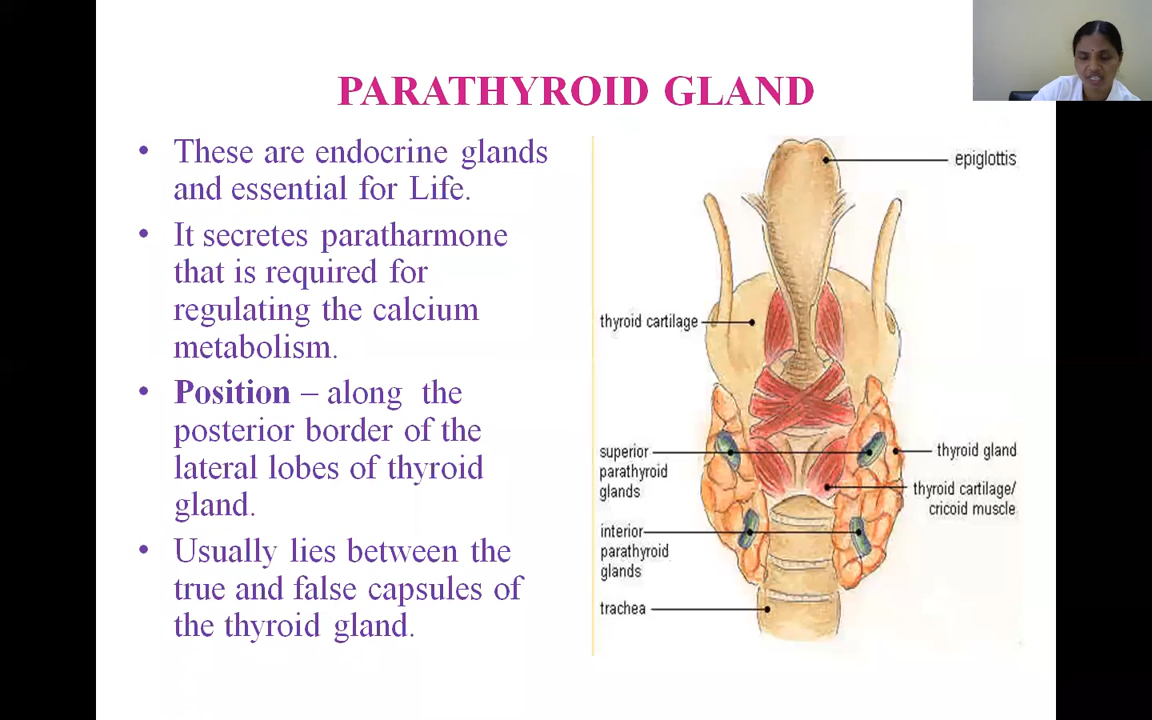 PARATHYROID GLAND
• These are endocrine glands
and essential for Life.
• It secretes paratharmone
that is required for
regulating the calcium
metabolism.
• Position – along the
posterior border of the
lateral lobes of thyroid
gland.
• Usually lies between the
true and false capsules of
the thyroid gland.
epiglottis
thyroid cartilage
superior
parathyroid
glands
thyroid gland
thyroid cartilage/
cricoid muscle
interior
parathyroid
glands
trachea